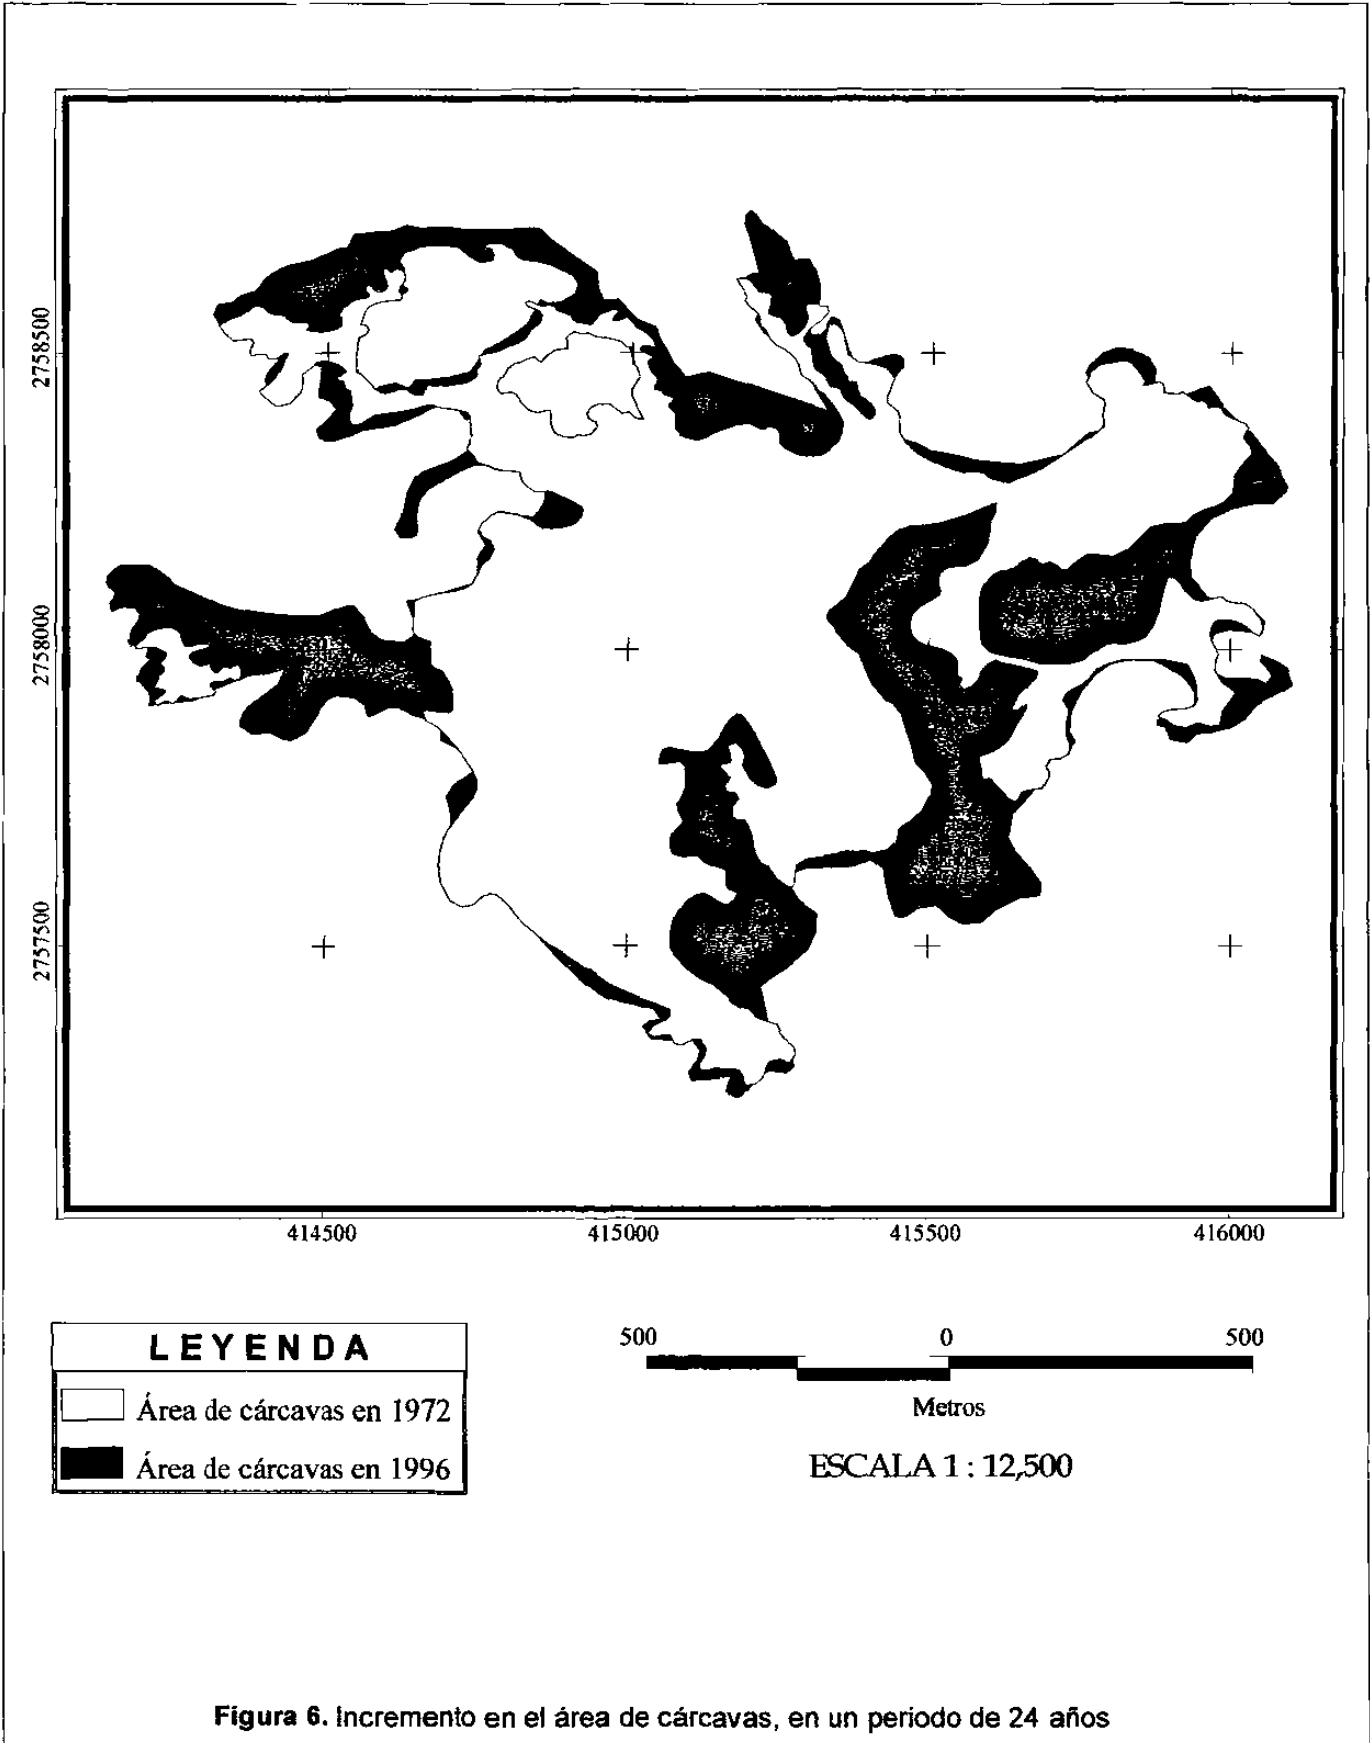 2758500
2758000
2757500
414500 415000 415500 416000
LEYENDA
Área de cárcavas en 1972
Área de cárcavas en 1996
500 0 500
Metros
ESCALA 1 : 12,500
Figura 6. Incremento en el área de cárcavas, en un periodo de 24 años